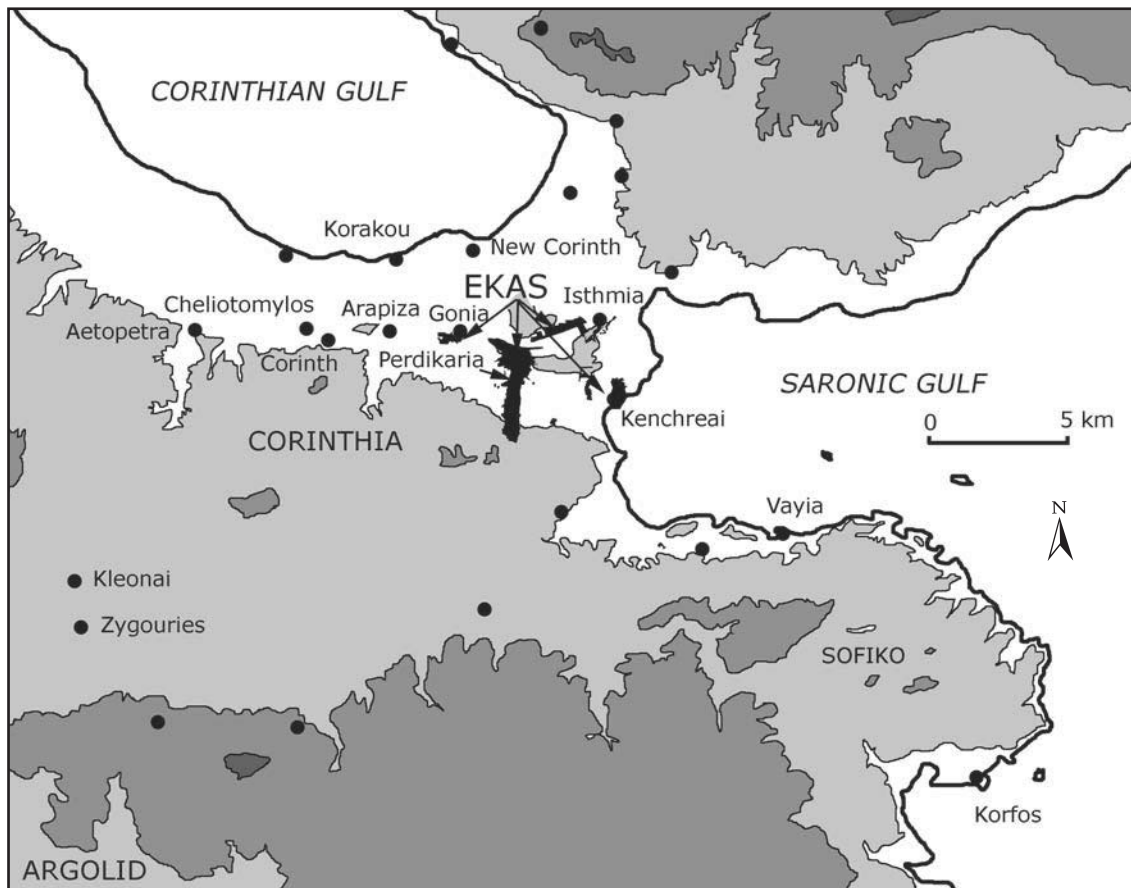 CORINTHIAN GULF
Korakou
New Corinth
EKAS
Cheliotomylos
Arapiza
Gonia
Isthmia
Aetopetra
Corinth
Perdikaria
SARONIC GULF
Kenchreai
0 5 km
CORINTHIA
Vayia
N
Kleonai
Zygouries
SOFIKO
Korfos
ARGOLID